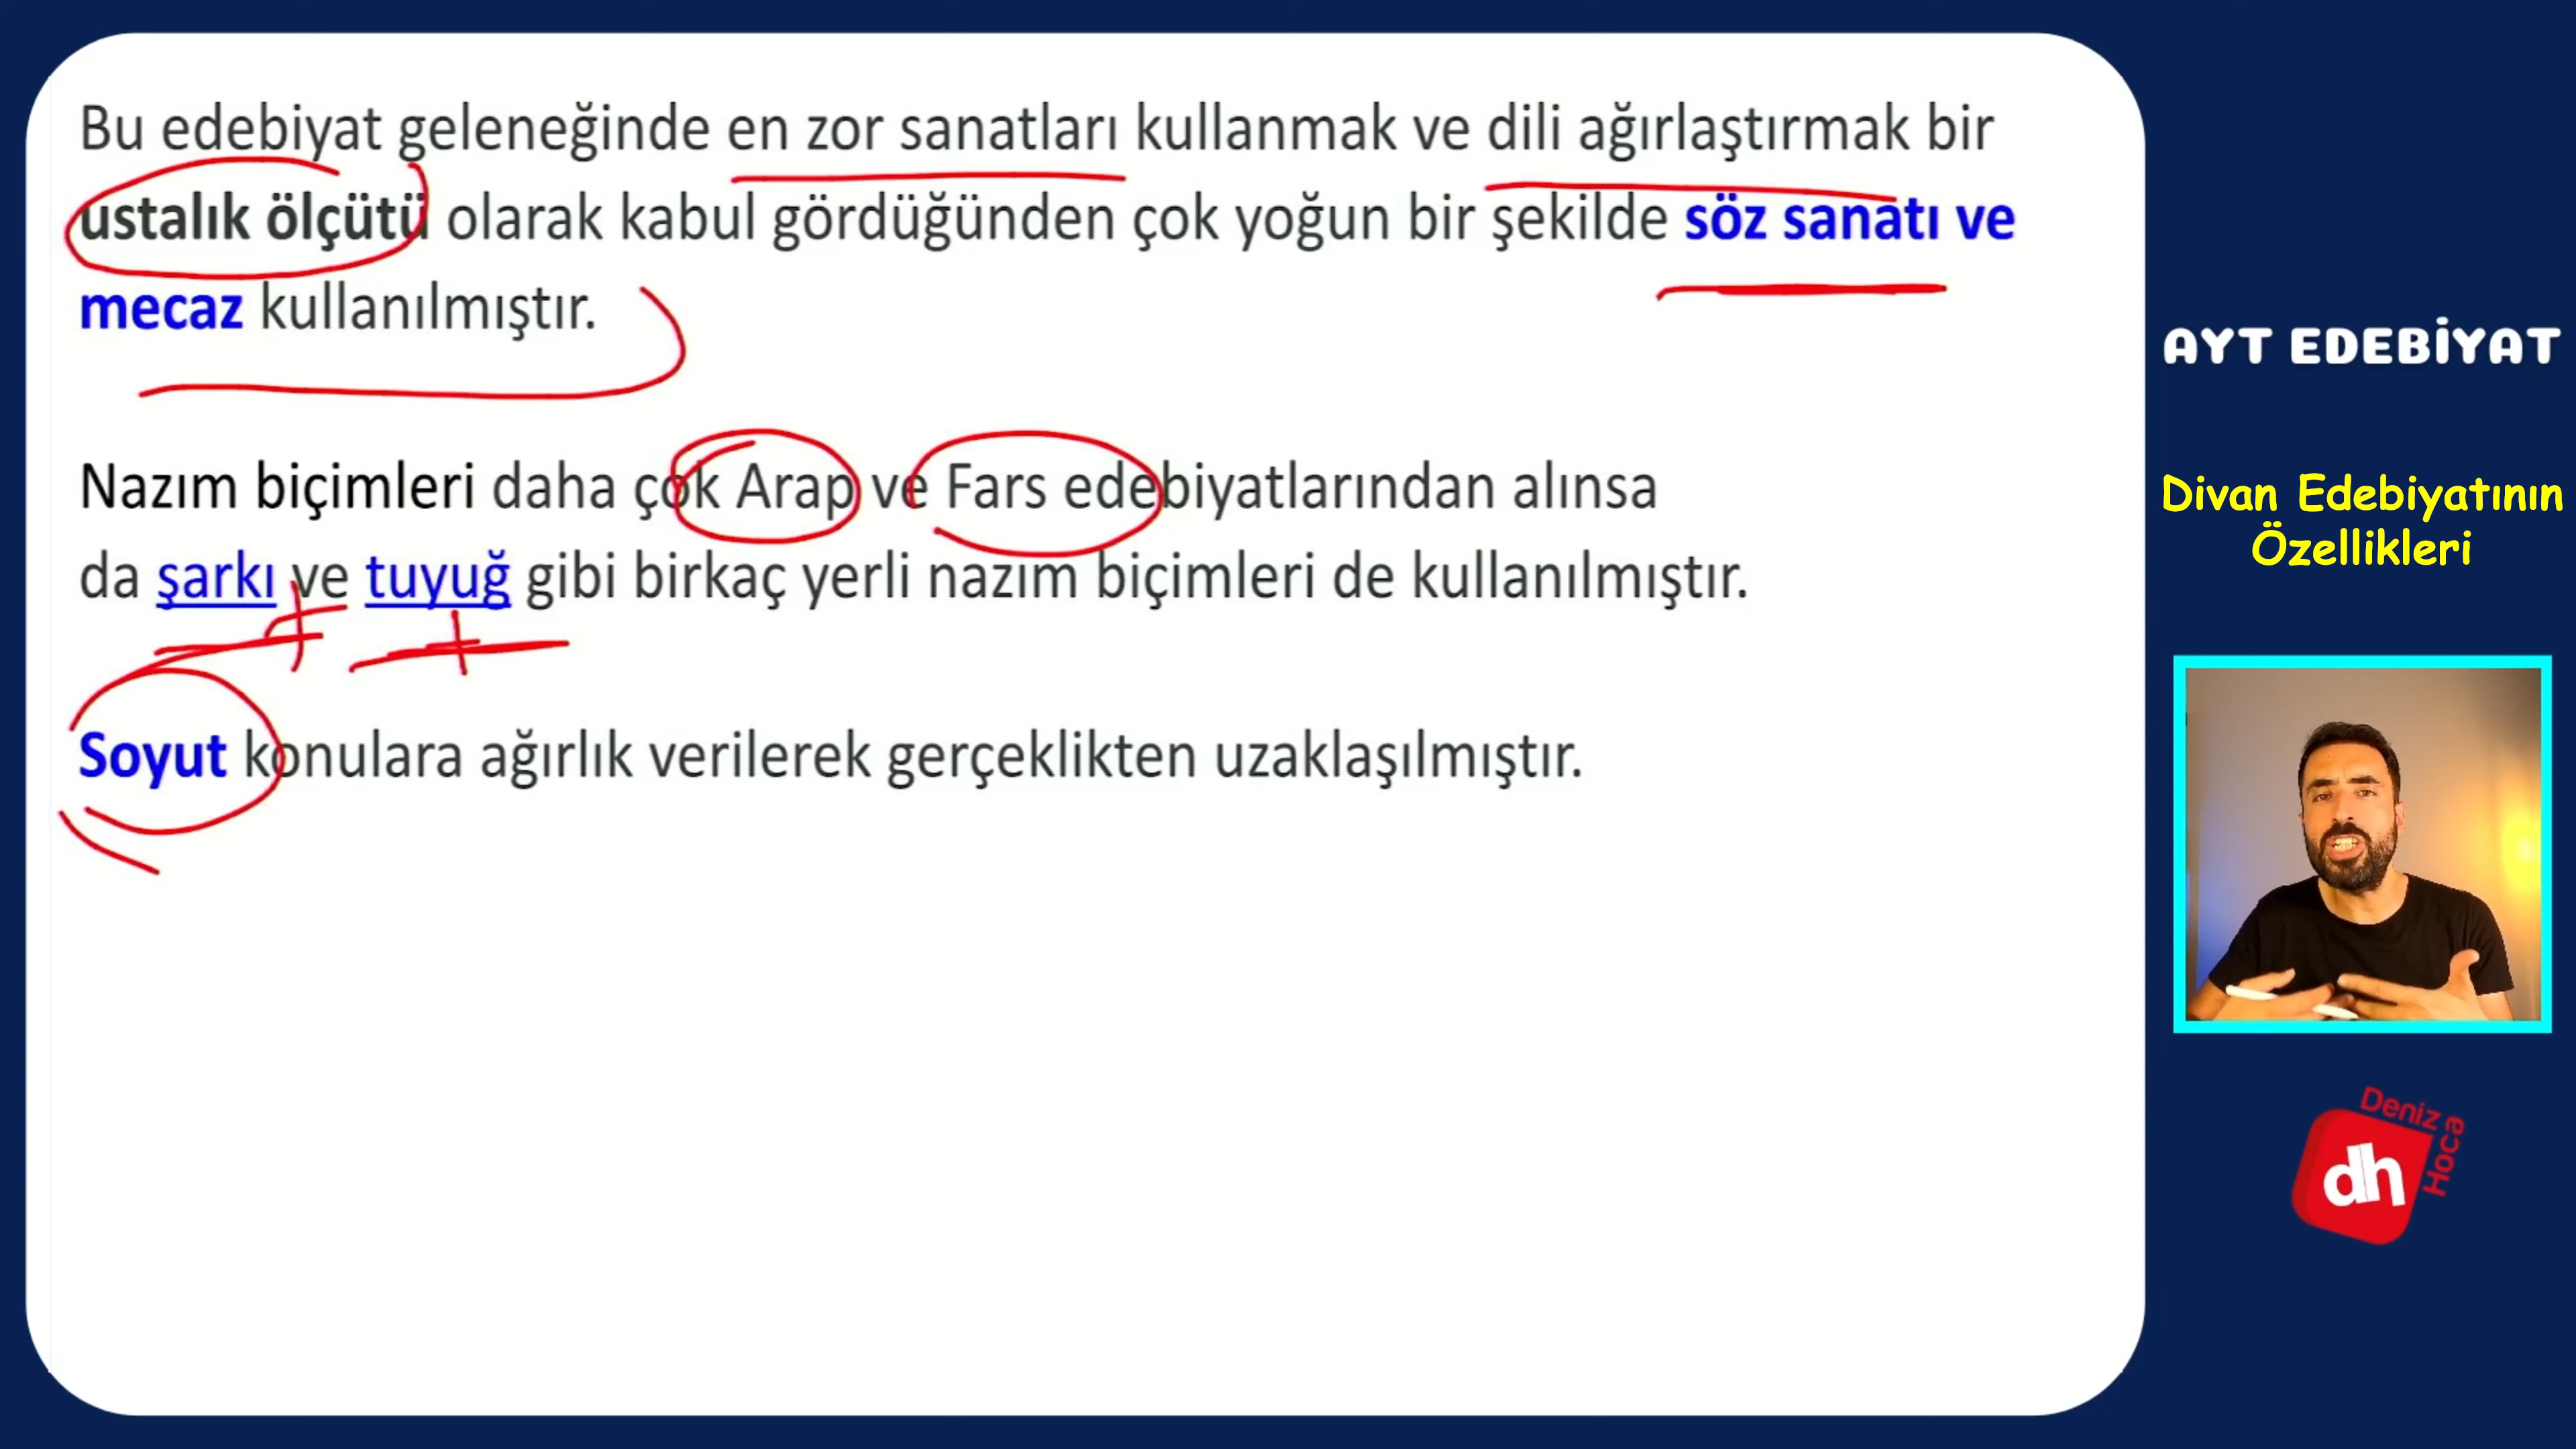 Bu edebiyat geleneğinde en zor sanatları kullanmak ve dili ağırlaştırmak bir
ustalık ölçütü olarak kabul gördüğünden çok yoğun bir şekilde söz sanatı ve
mecaz kullanılmıştır.
Nazım biçimleri daha çok Arap ve Fars edebiyatlarından alınsa
da şarkı ve tuyuğ gibi birkaç yerli nazım biçimleri de kullanılmıştır.
Soyut konulara ağırlık verilerek gerçeklikten uzaklaşılmıştır.
AYT EDEBİYAT
Divan Edebiyatının
Özellikleri
Deniz
Hoca
dh